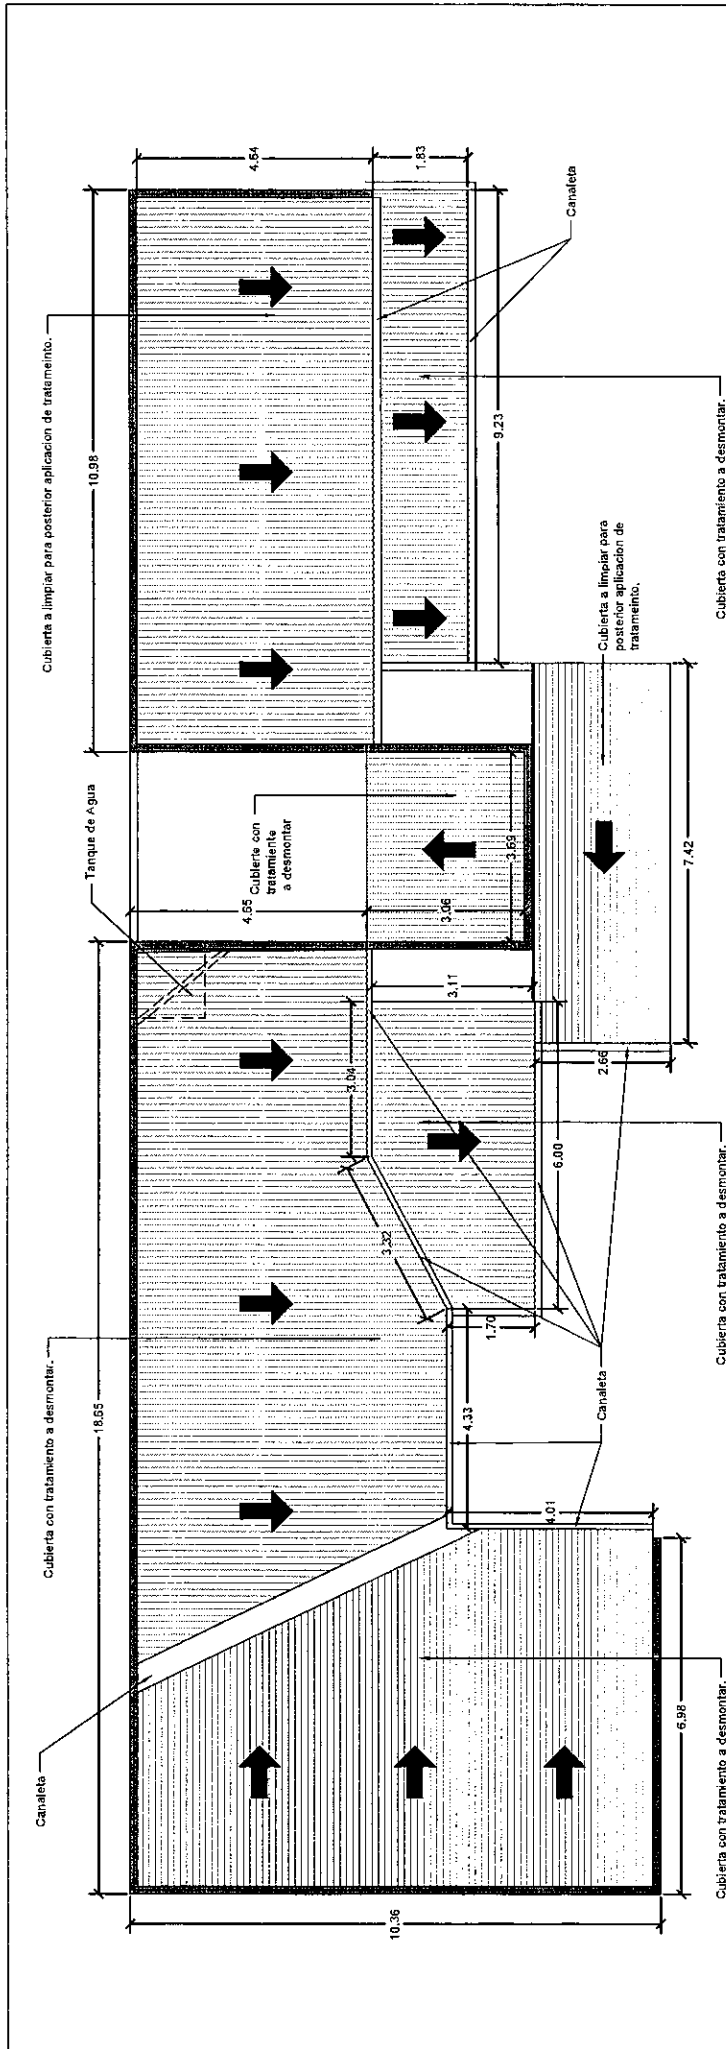 Canaleta
Cubierta con tratamiento a desmontar.
Tanque de Agua
Cubierta a limpiar para posterior aplicacion de tratameinto.
18.65
10.98
4.64
1.83
10.36
4.65
Cubierte con
tratamiente
a desmontar
3.06
3.69
3.04
3.32
3.11
4.33
1.70
6.00
4.01
2.66
9.23
7.42
6.98
Canaleta
Canaleta
Cubierta a limpiar para
posterior aplicacion de
tratameinto.
Cubierta con tratamiento a desmontar.
Cubierta con tratamiento a desmontar.
Cubierta con tratamiento a desmontar.